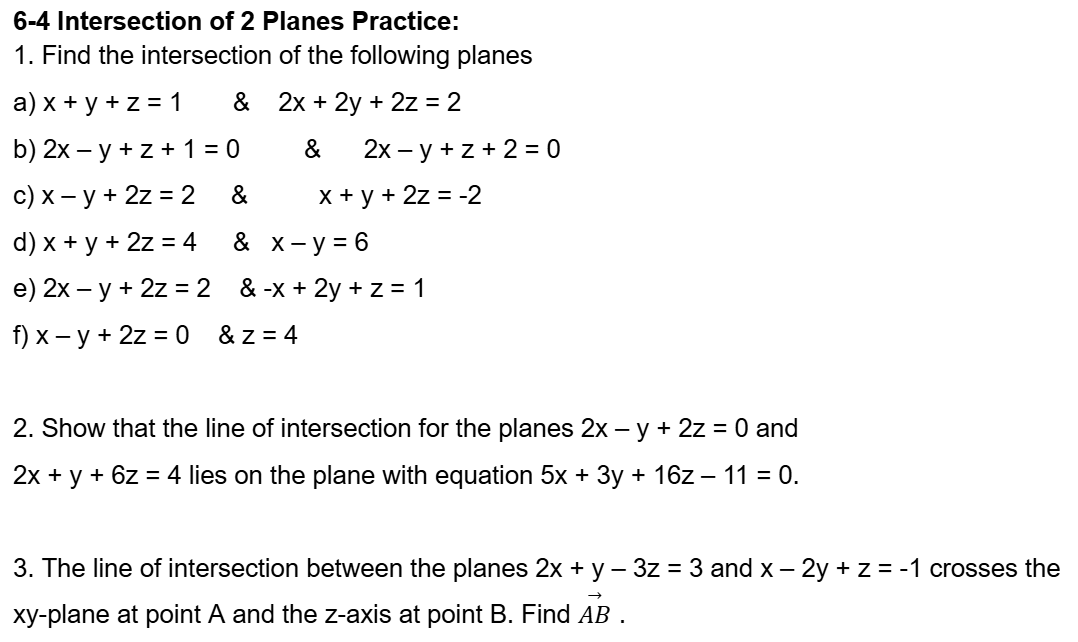 6-4 Intersection of 2 Planes Practice:
1. Find the intersection of the following planes
a) x + y + z = 1 & 2x + 2y + 2z = 2
b) 2x – y + z + 1 = 0 & 2x – y + z + 2 = 0
c) x – y + 2z = 2 & x + y + 2z = -2
d) x + y + 2z = 4 & x – y = 6
e) 2x – y + 2z = 2 & -x + 2y + z = 1
f) x – y + 2z = 0 & z = 4
2. Show that the line of intersection for the planes 2x – y + 2z = 0 and
2x + y + 6z = 4 lies on the plane with equation 5x + 3y + 16z – 11 = 0.
3. The line of intersection between the planes 2x + y – 3z = 3 and x – 2y + z = -1 crosses the
xy-plane at point A and the z-axis at point B. Find \(\overrightarrow{AB}\) .